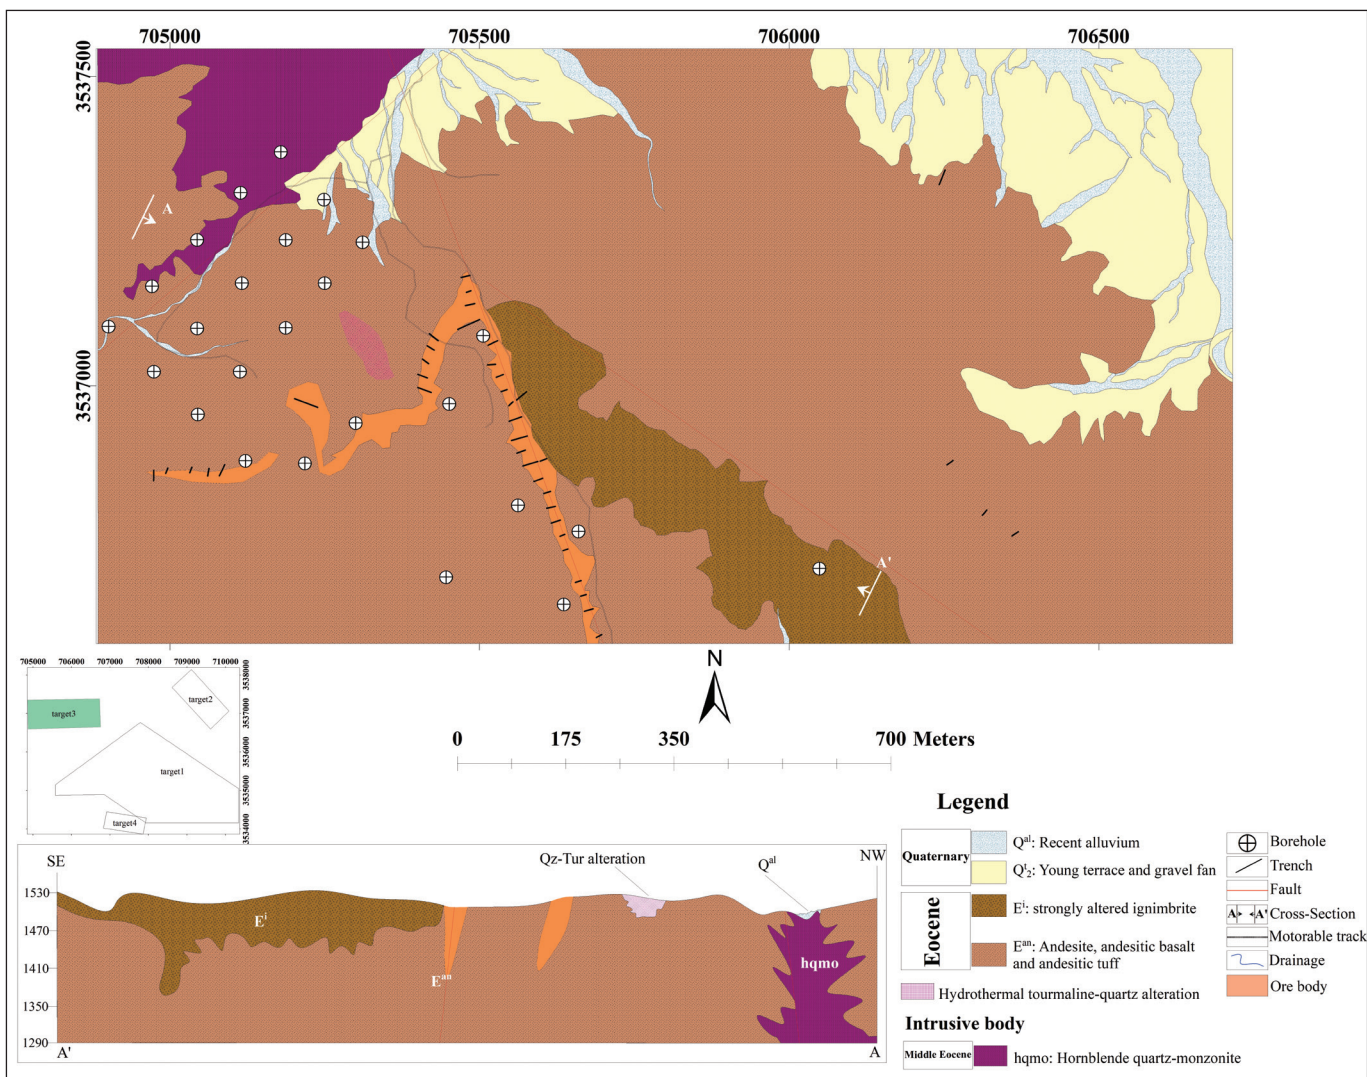 705000 705500 706000 706500
3537500
3537000
A
A'
N
0 175 350 700 Meters
705000 706000 707000 708000 709000 710000
3538000
3537000
3536000
3535000
3534000
target2
target3
target1
target4
Legend
Quaternary
Qal: Recent alluvium
Qt2: Young terrace and gravel fan
Eocene
Ei: strongly altered ignimbrite
Ean: Andesite, andesitic basalt
and andesitic tuff
Hydrothermal tourmaline-quartz alteration
Intrusive body
Middle Eocene
hqmo: Hornblende quartz-monzonite
Borehole
Trench
Fault
A A' Cross-Section
Motorable track
Drainage
Ore body
SE
NW
Qz-Tur alteration
Qal
1530
1470
1410
1350
1290
Ei
Ean
hqmo
A'
A